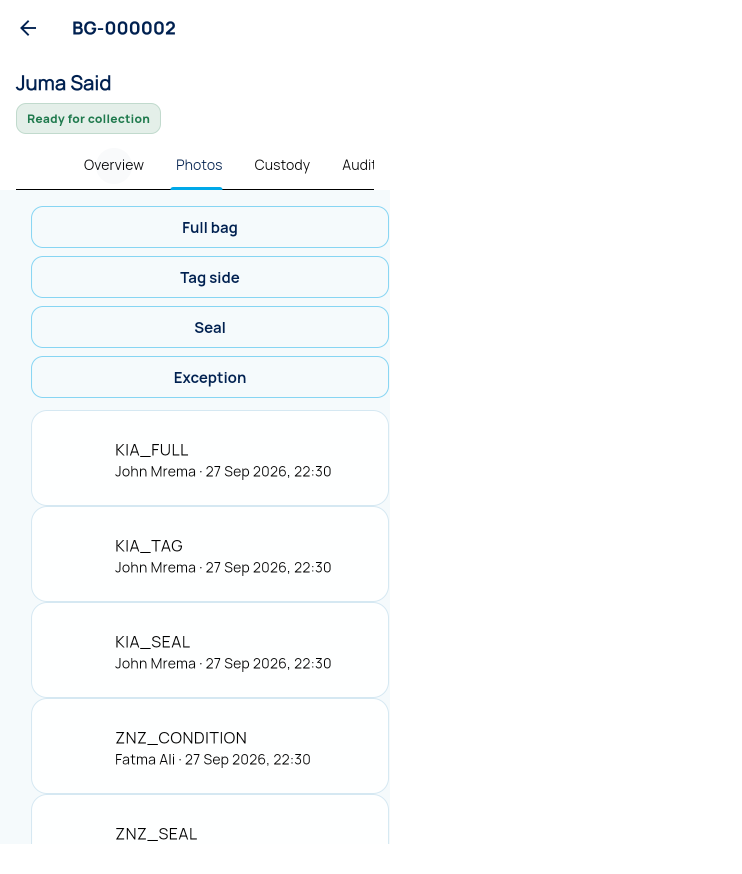 BG-000002
Juma Said
Ready for collection
Overview Photos Custody Audit
Full bag
Tag side
Seal
Exception
KIA_FULL
John Mrema · 27 Sep 2026, 22:30
KIA_TAG
John Mrema · 27 Sep 2026, 22:30
KIA_SEAL
John Mrema · 27 Sep 2026, 22:30
ZNZ_CONDITION
Fatma Ali · 27 Sep 2026, 22:30
ZNZ_SEAL